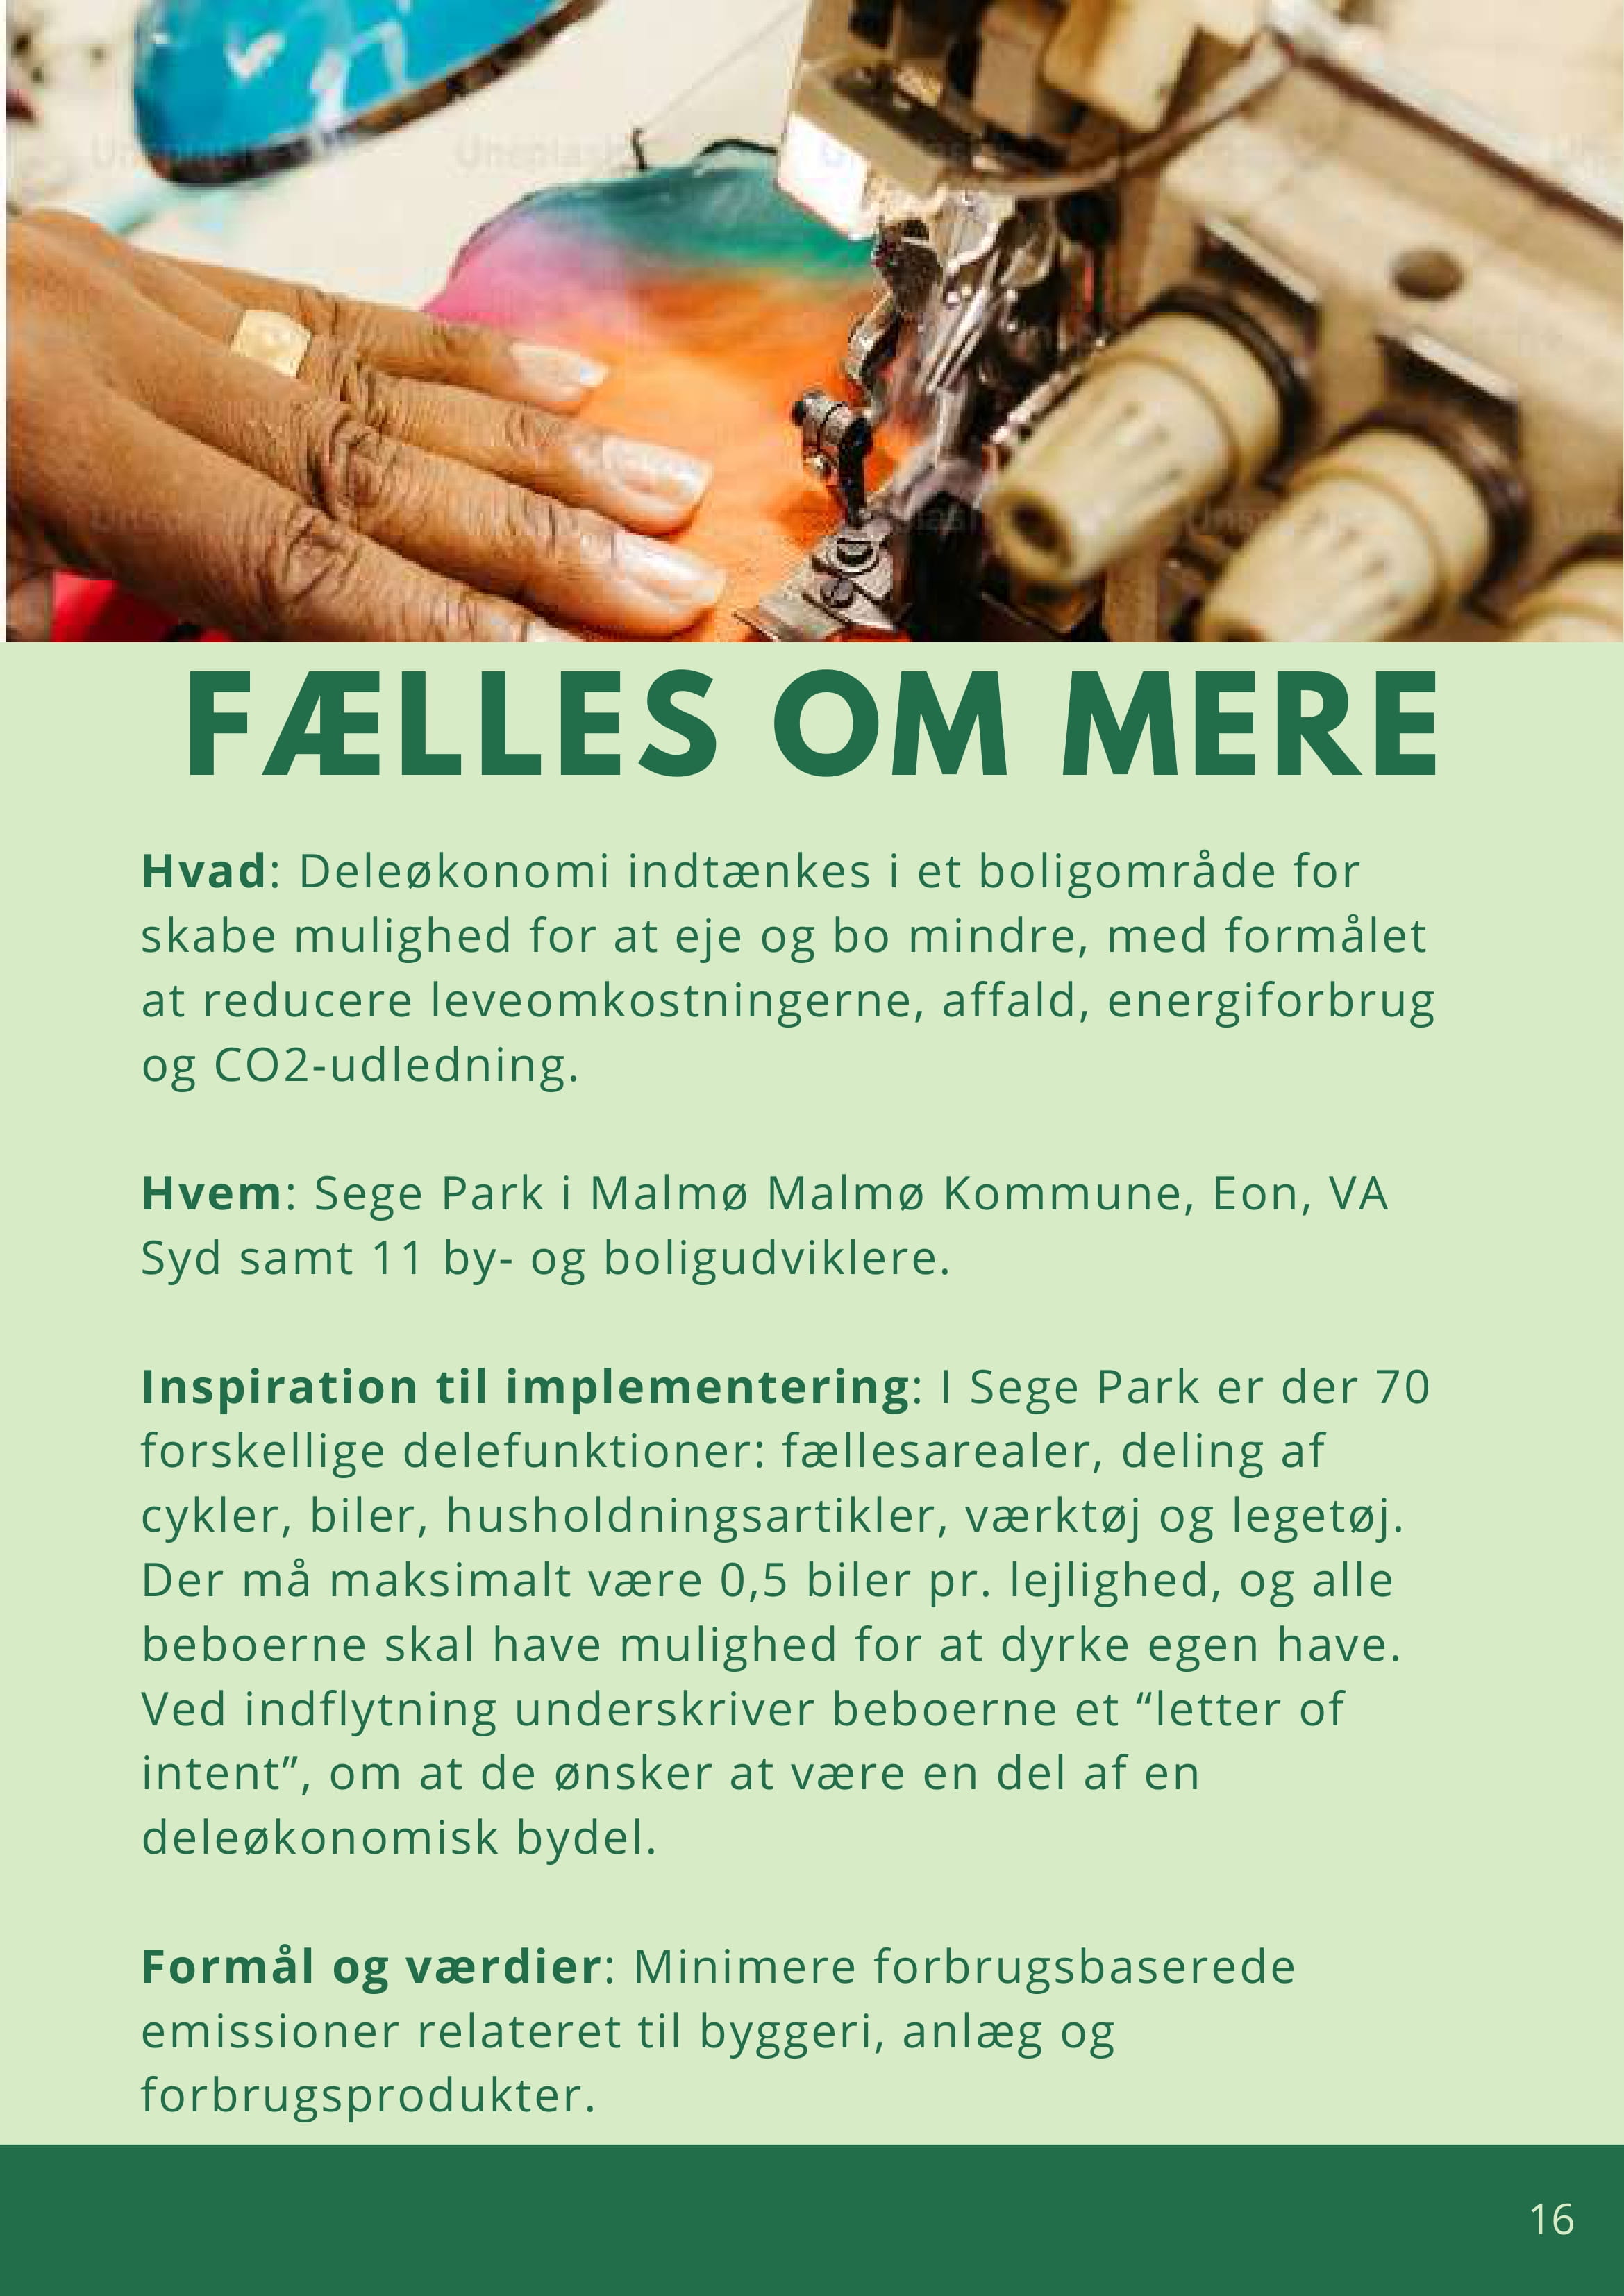 FÆLLES OM MERE
Hvad: Deleøkonomi indtænkes i et boligområde for
skabe mulighed for at eje og bo mindre, med formålet
at reducere leveomkostningerne, affald, energiforbrug
og CO2-udledning.
Hvem: Sege Park i Malmø Malmø Kommune, Eon, VA
Syd samt 11 by- og boligudviklere.
Inspiration til implementering: I Sege Park er der 70
forskellige delefunktioner: fællesarealer, deling af
cykler, biler, husholdningsartikler, værktøj og legetøj.
Der må maksimalt være 0,5 biler pr. lejlighed, og alle
beboerne skal have mulighed for at dyrke egen have.
Ved indflytning underskriver beboerne et “letter of
intent”, om at de ønsker at være en del af en
deleøkonomisk bydel.
Formål og værdier: Minimere forbrugsbaserede
emissioner relateret til byggeri, anlæg og
forbrugsprodukter.
16